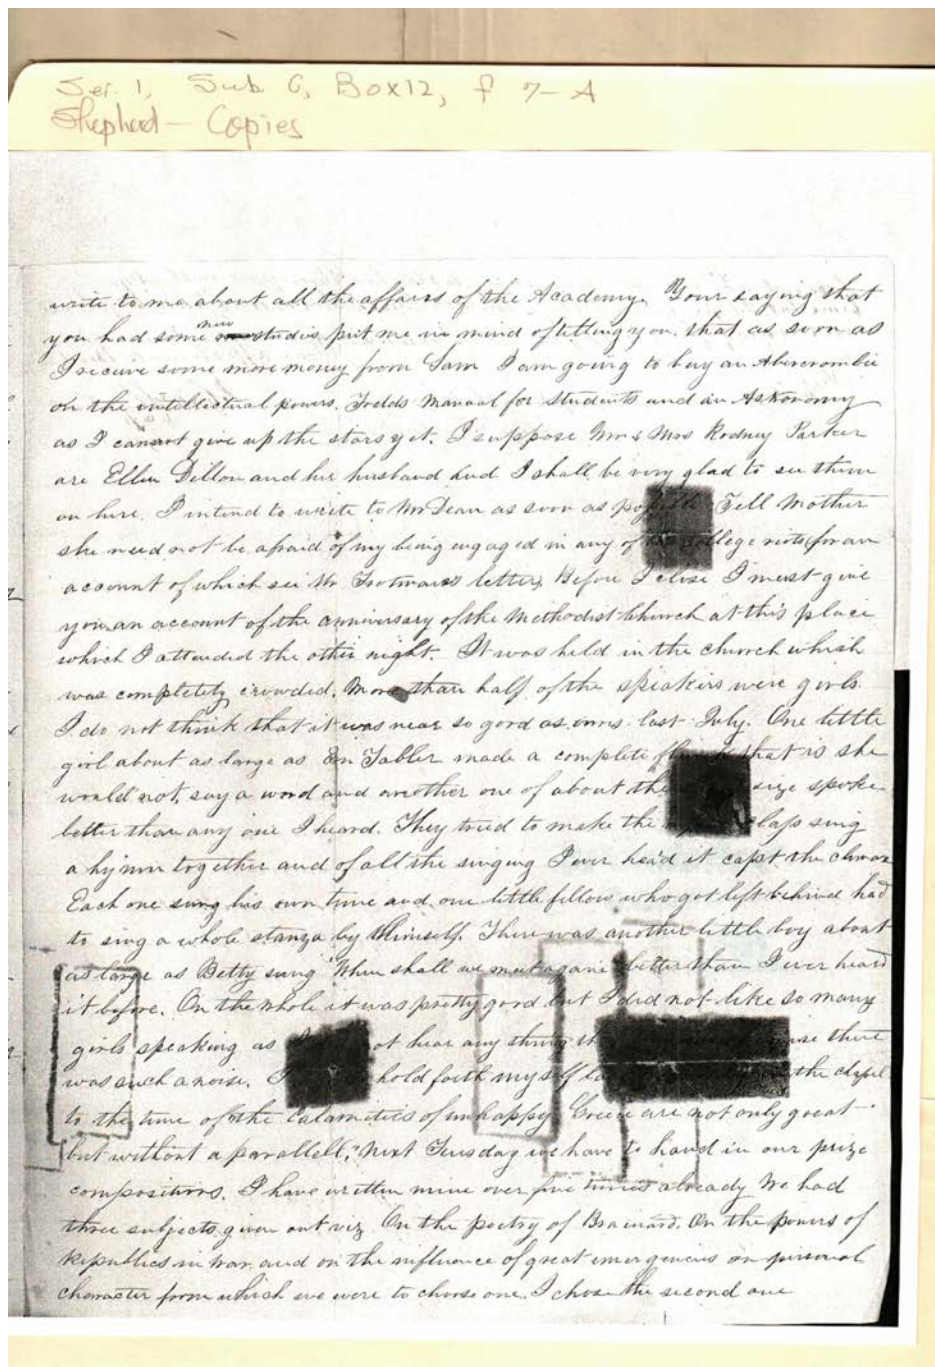 Ser. 1, Sub 6, Box 12, f 7-A
Shepherd - Copies
write to me about all the affairs of the Academy. Your saying that
you had some new studies put me in mind of telling you. that as soon as
I receive some more money from Sam I am going to buy an Abercrombie
on the intellectual powers. Todds Manual for Students and an Astronomy
as I cannot give up the stars yet. I suppose Mr & Mrs Rodney Parker
are Ellen Dillon and her husband and I shall be very glad to see them
on here. I intend to write to Mr Dean as soon as possible Tell Mother
she need not be afraid of my being engaged in any of the College riots, for an
account of which see Mr letter, Before I close I must give
you an account of the anniversary of the Methodist Church at this place
which I attended the other night. It was held in the church which
was completely crowded. More than half of the speakers were girls.
I do not think that it was near so good as ours last July. One little
girl about as large as Tabler made a complete that is she
would not say a word and another one of about the size spoke
better than any one I heard. They tried to make the sing
a hymn together and of all the singing I ever hea'd it capt the climax
Each one sung his own tune and one little fellow who got left behind had
to sing a whole stanza by himself. There was another little boy about
as large as Betty sung "When shall we meet again" better than I ever heard
it before. On the whole it was pretty good but I did not like so many
girls speaking as I not hear any thing there
was such a noise. I hold forth myself the chapel
to the tune of the Calamities of unhappy Greece are not only great
but without a parallell." Next Tuesday we have to hand in our prize
compositions. I have written mine over five times already We had
three subjects given out viz On the poetry of Brainard. On the powers of
Republics in war, and on the influence of great emergencies on personal
character from which we were to choose one. I chose the second one